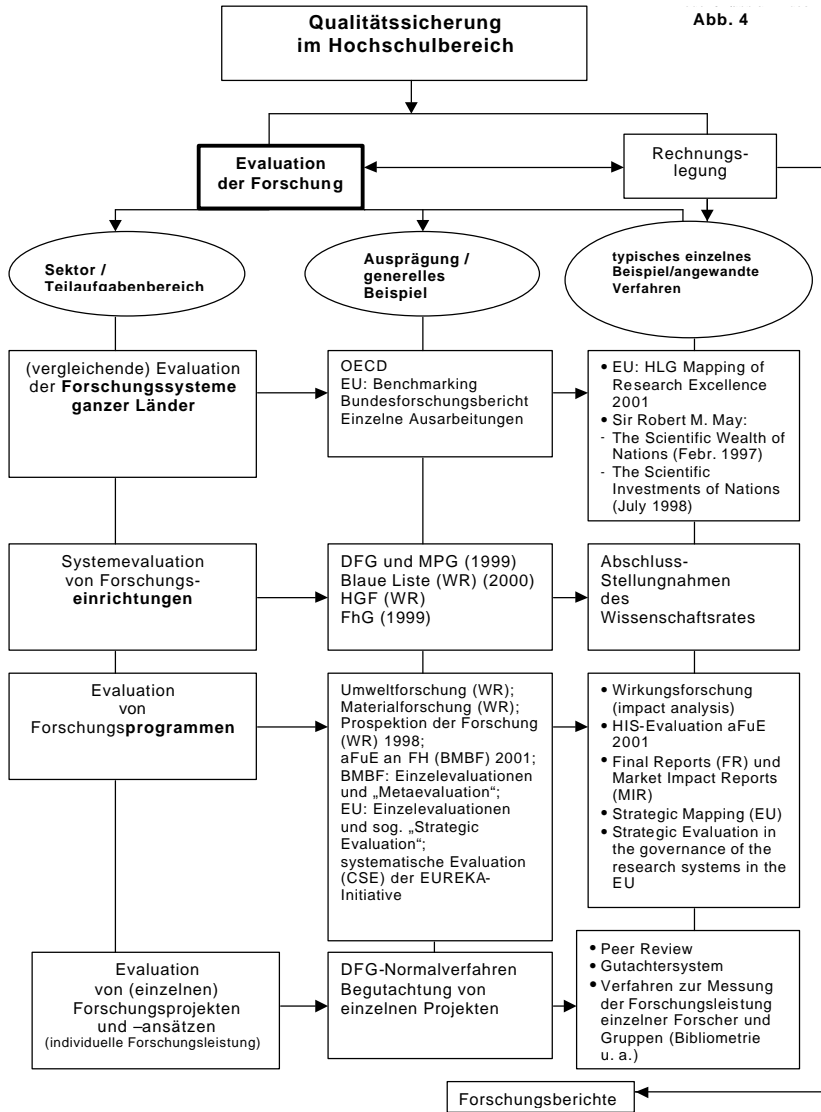 Qualitätssicherung
im Hochschulbereich
Abb. 4
Evaluation
der Forschung
Rechnungs-
legung
Sektor /
Teilaufgabenbereich
Ausprägung /
generelles
Beispiel
typisches einzelnes
Beispiel/angewandte
Verfahren
(vergleichende) Evaluation
der Forschungssysteme
ganzer Länder
OECD
EU: Benchmarking
Bundesforschungsbericht
Einzelne Ausarbeitungen
• EU: HLG Mapping of
Research Excellence
2001
• Sir Robert M. May:
- The Scientific Wealth of
Nations (Febr. 1997)
- The Scientific
Investments of Nations
(July 1998)
Systemevaluation
von Forschungs-
einrichtungen
DFG und MPG (1999)
Blaue Liste (WR) (2000)
HGF (WR)
FhG (1999)
Abschluss-
Stellungnahmen
des
Wissenschaftsrates
Evaluation
von
Forschungsprogrammen
Umweltforschung (WR);
Materialforschung (WR);
Prospektion der Forschung
(WR) 1998;
aFuE an FH (BMBF) 2001;
BMBF: Einzelevaluationen
und „Metaevaluation“;
EU: Einzelevaluationen
und sog. „Strategic
Evaluation“;
systematische Evaluation
(CSE) der EUREKA-
Initiative
• Wirkungsforschung
(impact analysis)
• HIS-Evaluation aFuE
2001
• Final Reports (FR) und
Market Impact Reports
(MIR)
• Strategic Mapping (EU)
• Strategic Evaluation in
the governance of the
research systems in the
EU
Evaluation
von (einzelnen)
Forschungsprojekten
und –ansätzen
(individuelle Forschungsleistung)
DFG-Normalverfahren
Begutachtung von
einzelnen Projekten
• Peer Review
• Gutachtersystem
• Verfahren zur Messung
der Forschungsleistung
einzelner Forscher und
Gruppen (Bibliometrie
u. a.)
Forschungsberichte